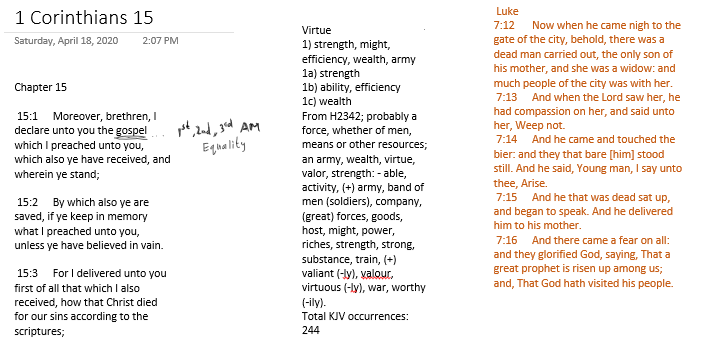 1 Corinthians 15
Saturday, April 18, 2020 2:07 PM
Chapter 15
15:1 Moreover, brethren, I
declare unto you the gospel ...
which I preached unto you,
which also ye have received, and
wherein ye stand;
1st, 2nd, 3rd AM
Equality
15:2 By which also ye are
saved, if ye keep in memory
what I preached unto you,
unless ye have believed in vain.
15:3 For I delivered unto you
first of all that which I also
received, how that Christ died
for our sins according to the
scriptures;
Virtue
1) strength, might,
efficiency, wealth, army
1a) strength
1b) ability, efficiency
1c) wealth
From H2342; probably a
force, whether of men,
means or other resources;
an army, wealth, virtue,
valor, strength: - able,
activity, (+) army, band of
men (soldiers), company,
(great) forces, goods,
host, might, power,
riches, strength, strong,
substance, train, (+)
valiant (-ly), valour,
virtuous (-ly), war, worthy
(-ily).
Total KJV occurrences:
244
Luke
7:12 Now when he came nigh to the
gate of the city, behold, there was a
dead man carried out, the only son of
his mother, and she was a widow: and
much people of the city was with her.
7:13 And when the Lord saw her, he
had compassion on her, and said unto
her, Weep not.
7:14 And he came and touched the
bier: and they that bare [him] stood
still. And he said, Young man, I say unto
thee, Arise.
7:15 And he that was dead sat up,
and began to speak. And he delivered
him to his mother.
7:16 And there came a fear on all:
and they glorified God, saying, That a
great prophet is risen up among us;
and, That God hath visited his people.